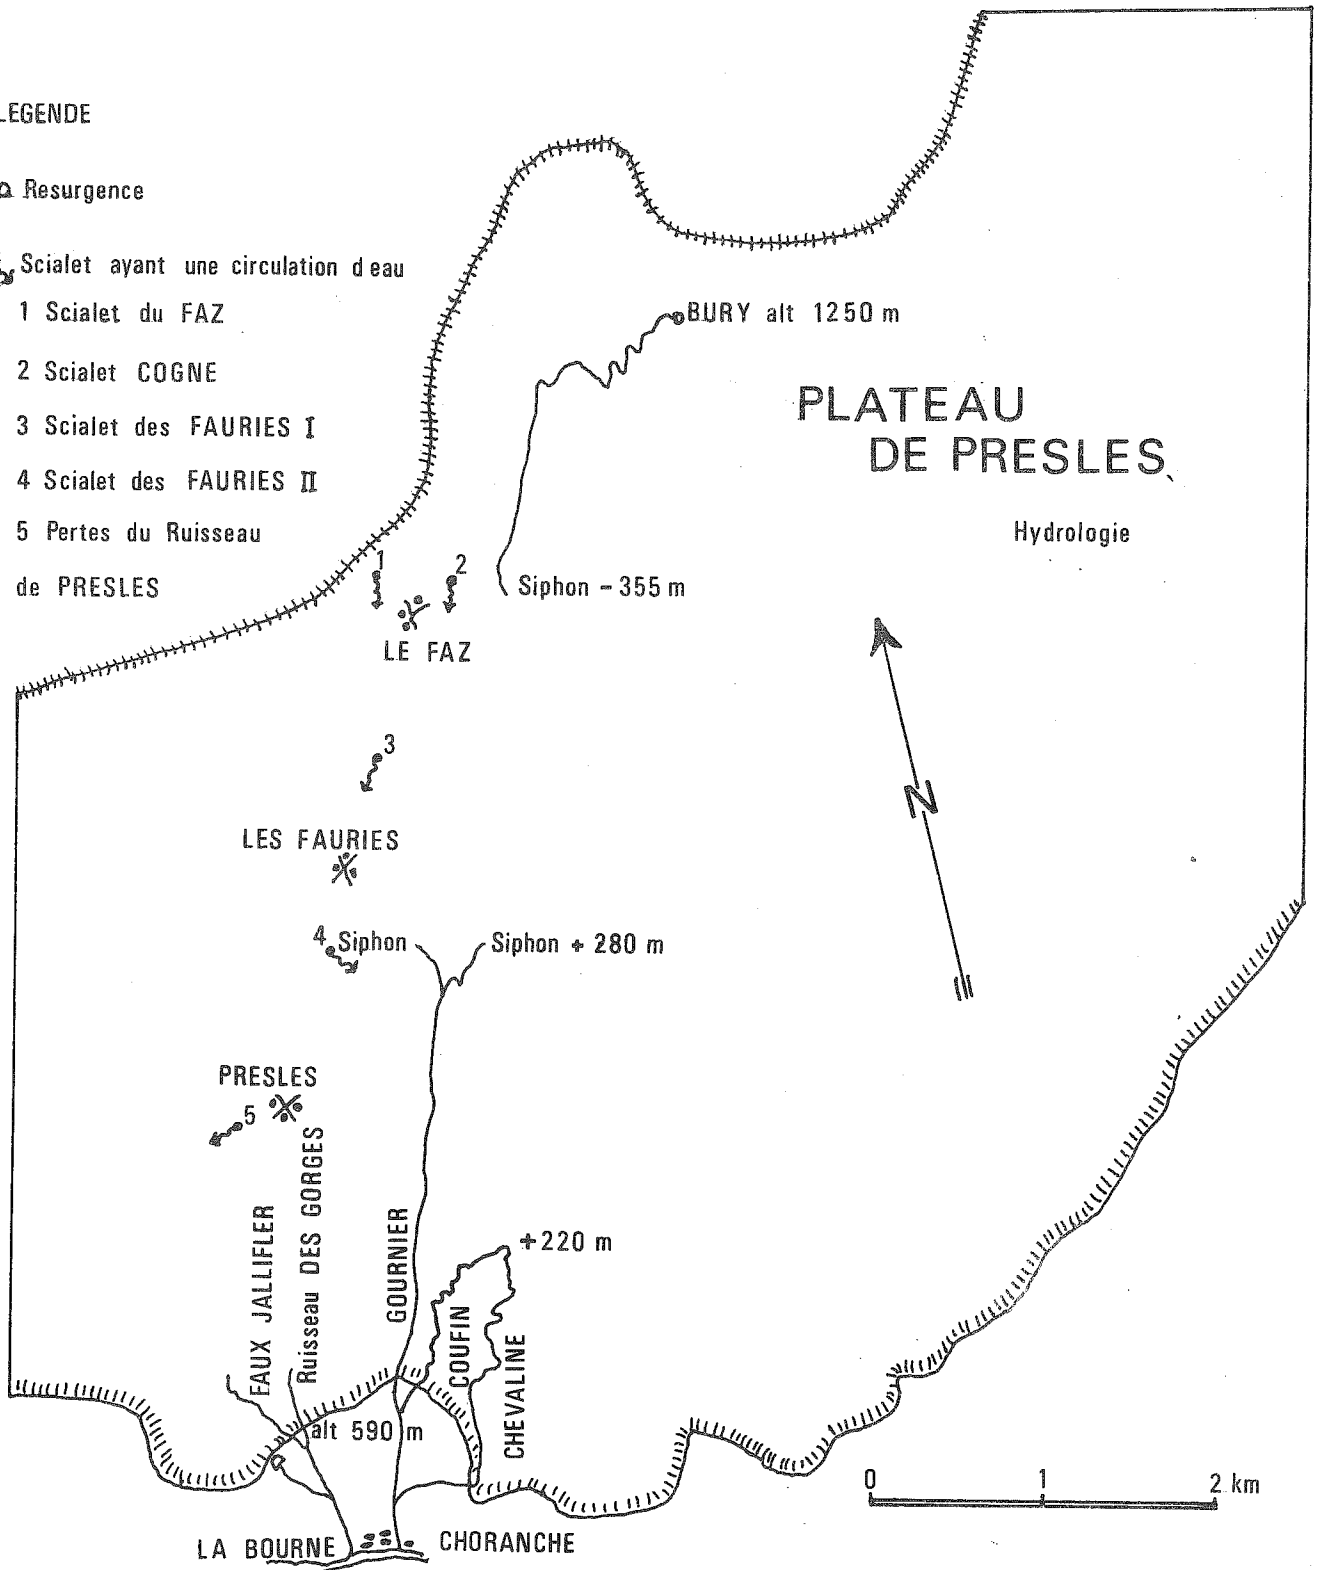 LEGENDE
Resurgence
Scialet ayant une circulation d eau
1 Scialet du FAZ
2 Scialet COGNE
3 Scialet des FAURIES I
4 Scialet des FAURIES II
5 Pertes du Ruisseau
de PRESLES
BURY alt 1250 m
PLATEAU
DE PRESLES
Hydrologie
1
2
Siphon - 355 m
LE FAZ
3
LES FAURIES
N
4
Siphon
Siphon + 280 m
PRESLES
5
FAUX JALLIFLER
Ruisseau DES GORGES
GOURNIER
+220 m
COUFIN
CHEVALINE
alt 590 m
0 1 2 km
LA BOURNE
CHORANCHE